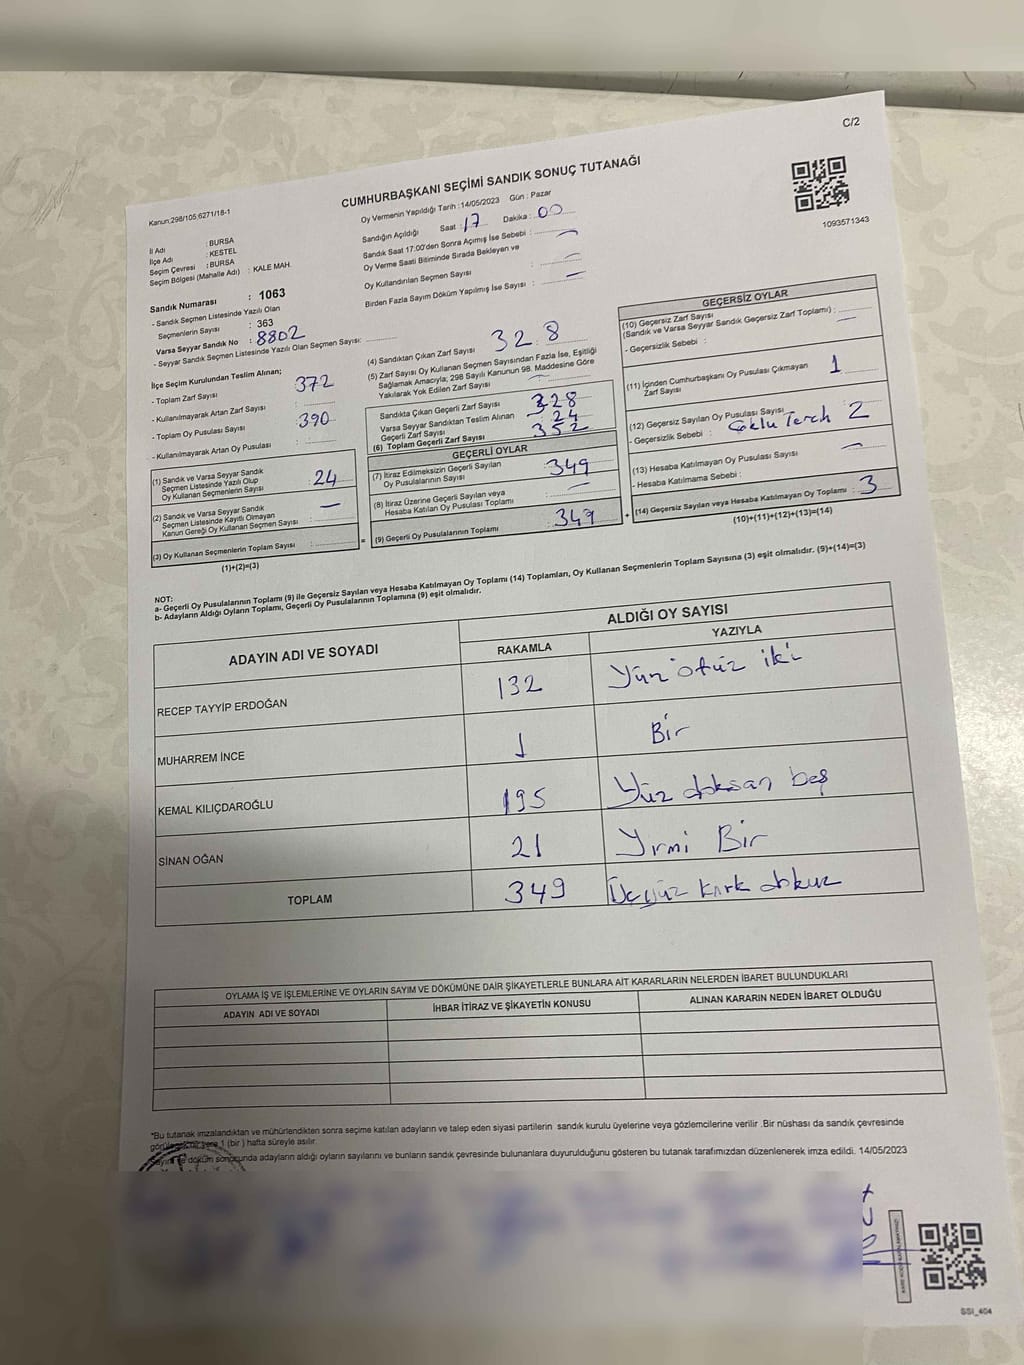 C/2
CUMHURBAŞKANI SEÇİMİ SANDIK SONUÇ TUTANAĞI
1093571343
Kanun;298/105;6271/18-1
İl Adı : BURSA
İlçe Adı : KESTEL
Seçim Çevresi : BURSA
Seçim Bölgesi (Mahalle Adı) : KALE MAH.
Oy Vermenin Yapıldığı Tarih :14/05/2023 Gün : Pazar
Sandığın Açıldığı Saat : 17 Dakika : 00
Sandık Saat 17:00'den Sonra Açımış İse Sebebi : —
Oy Verme Saati Bitiminde Sırada Bekleyen ve
Oy Kullandırılan Seçmen Sayısı : —
Birden Fazla Sayım Döküm Yapılmış İse Sayısı : —
Sandık Numarası : 1063
- Sandık Seçmen Listesinde Yazılı Olan
Seçmenlerin Sayısı : 363
Varsa Seyyar Sandık No : 8802
- Seyyar Sandık Seçmen Listesinde Yazılı Olan Seçmen Sayısı:
İlçe Seçim Kurulundan Teslim Alınan;
- Toplam Zarf Sayısı : 372
- Kullanılmayarak Artan Zarf Sayısı :
- Toplam Oy Pusulası Sayısı : 390
- Kullanılmayarak Artan Oy Pusulası :
(1) Sandık ve Varsa Seyyar Sandık
Seçmen Listesinde Yazılı Olup
Oy Kullanan Seçmenlerin Sayısı : 24
(2) Sandık ve Varsa Seyyar Sandık
Seçmen Listesinde Kayıtlı Olmayan
Kanun Gereği Oy Kullanan Seçmen Sayısı : —
(3) Oy Kullanan Seçmenlerin Toplam Sayısı :
(1)+(2)=(3)
(4) Sandıktan Çıkan Zarf Sayısı 328
(5) Zarf Sayısı Oy Kullanan Seçmen Sayısından Fazla İse, Eşitliği
Sağlamak Amacıyla; 298 Sayılı Kanunun 98. Maddesine Göre
Yakılarak Yok Edilen Zarf Sayısı —
Sandıkta Çıkan Geçerli Zarf Sayısı 328
Varsa Seyyar Sandıktan Teslim Alınan
Geçerli Zarf Sayısı 24
(6) Toplam Geçerli Zarf Sayısı 352
GEÇERLİ OYLAR
(7) İtiraz Edilmeksizin Geçerli Sayılan
Oy Pusulalarının Sayısı : 349
(8) İtiraz Üzerine Geçerli Sayılan veya
Hesaba Katılan Oy Pusulası Toplamı : —
= (9) Geçerli Oy Pusulalarının Toplamı : 349 +
GEÇERSİZ OYLAR
(10) Geçersiz Zarf Sayısı
(Sandık ve Varsa Seyyar Sandık Geçersiz Zarf Toplamı) : —
- Geçersizlik Sebebi :
(11) İçinden Cumhurbaşkanı Oy Pusulası Çıkmayan
Zarf Sayısı 1
(12) Geçersiz Sayılan Oy Pusulası Sayısı 2
- Geçersizlik Sebebi : Çoklu Terch
(13) Hesaba Katılmayan Oy Pusulası Sayısı —
- Hesaba Katılmama Sebebi :
(14) Geçersiz Sayılan veya Hesaba Katılmayan Oy Toplamı : 3
(10)+(11)+(12)+(13)=(14)
NOT:
a- Geçerli Oy Pusulalarının Toplamı (9) ile Geçersiz Sayılan veya Hesaba Katılmayan Oy Toplamı (14) Toplamları, Oy Kullanan Seçmenlerin Toplam Sayısına (3) eşit olmalıdır. (9)+(14)=(3)
b- Adayların Aldığı Oyların Toplamı, Geçerli Oy Pusulalarının Toplamına (9) eşit olmalıdır.
ADAYIN ADI VE SOYADI
ALDIĞI OY SAYISI
RAKAMLA YAZIYLA
RECEP TAYYİP ERDOĞAN 132 Yüz otuz iki
MUHARREM İNCE 1 Bir
KEMAL KILIÇDAROĞLU 195 Yüz doksan beş
SİNAN OĞAN 21 Yirmi Bir
TOPLAM 349 Üçyüz kırk dokuz
OYLAMA İŞ VE İŞLEMLERİNE VE OYLARIN SAYIM VE DÖKÜMÜNE DAİR ŞİKAYETLERLE BUNLARA AİT KARARLARIN NELERDEN İBARET BULUNDUKLARI
ADAYIN ADI VE SOYADI İHBAR İTİRAZ VE ŞİKAYETİN KONUSU ALINAN KARARIN NEDEN İBARET OLDUĞU
*Bu tutanak imzalandıktan ve mühürlendikten sonra seçime katılan adayların ve talep eden siyasi partilerin sandık kurulu üyelerine veya gözlemcilerine verilir .Bir nüshası da sandık çevresinde
bir yere 1 (bir ) hafta süreyle asılır.
döküm sonucunda adayların aldığı oyların sayılarını ve bunların sandık çevresinde bulunanlara duyurulduğunu gösteren bu tutanak tarafımızdan düzenlenerek imza edildi. 14/05/2023
SSI_404